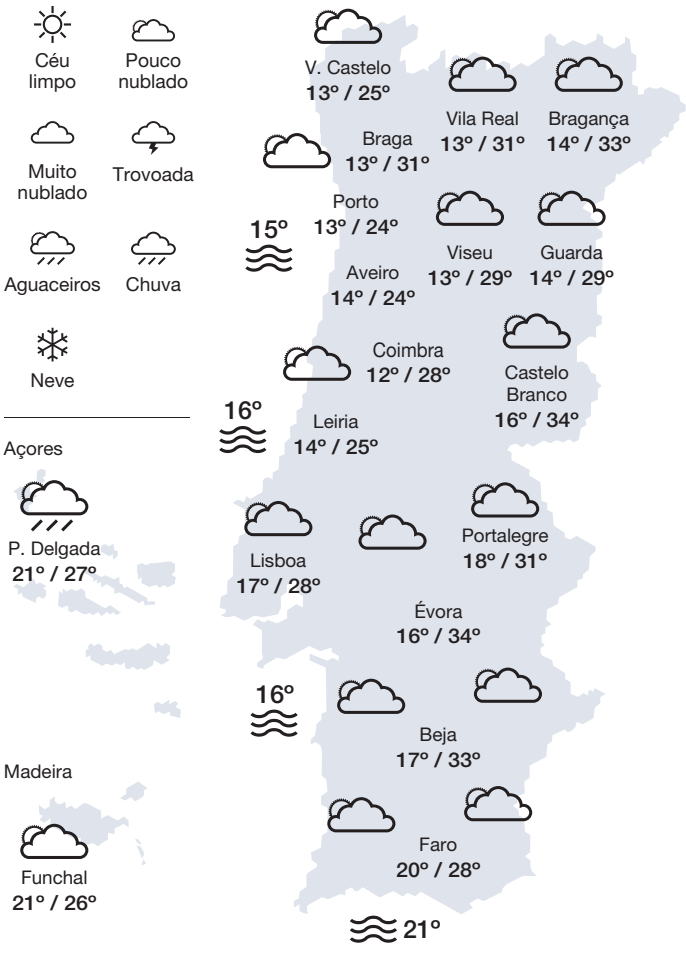 Céu
limpo
Pouco
nublado
Muito
nublado
Trovoada
Aguaceiros
Chuva
Neve
Açores
P. Delgada
21º / 27º
Madeira
Funchal
21º / 26º
V. Castelo
13º / 25º
Vila Real
13º / 31º
Bragança
14º / 33º
Braga
13º / 31º
Porto
13º / 24º
15º
Viseu
13º / 29º
Guarda
14º / 29º
Aveiro
14º / 24º
Coimbra
12º / 28º
Castelo
Branco
16º / 34º
16º
Leiria
14º / 25º
Lisboa
17º / 28º
Portalegre
18º / 31º
Évora
16º / 34º
16º
Beja
17º / 33º
Faro
20º / 28º
21º